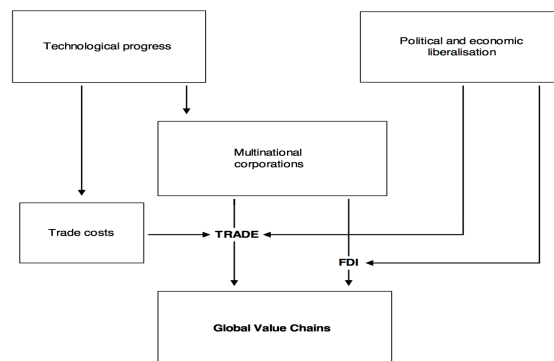 Technological progress
Political and economic
liberalisation
Multinational
corporations
Trade costs
TRADE
FDI
Global Value Chains